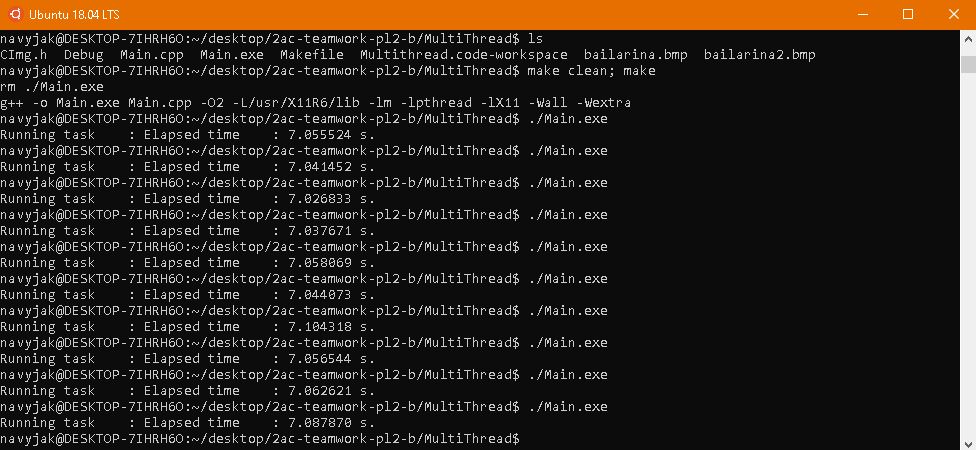 Ubuntu 18.04 LTS
navyjak@DESKTOP-7IHRH6O:~/desktop/2ac-teamwork-pl2-b/MultiThread$ ls
CImg.h  Debug  Main.cpp  Main.exe  Makefile  Multithread.code-workspace  bailarina.bmp  bailarina2.bmp
navyjak@DESKTOP-7IHRH6O:~/desktop/2ac-teamwork-pl2-b/MultiThread$ make clean; make
rm ./Main.exe
g++ -o Main.exe Main.cpp -O2 -L/usr/X11R6/lib -lm -lpthread -lX11 -Wall -Wextra
navyjak@DESKTOP-7IHRH6O:~/desktop/2ac-teamwork-pl2-b/MultiThread$ ./Main.exe
Running task    : Elapsed time    : 7.055524 s.
navyjak@DESKTOP-7IHRH6O:~/desktop/2ac-teamwork-pl2-b/MultiThread$ ./Main.exe
Running task    : Elapsed time    : 7.041452 s.
navyjak@DESKTOP-7IHRH6O:~/desktop/2ac-teamwork-pl2-b/MultiThread$ ./Main.exe
Running task    : Elapsed time    : 7.026833 s.
navyjak@DESKTOP-7IHRH6O:~/desktop/2ac-teamwork-pl2-b/MultiThread$ ./Main.exe
Running task    : Elapsed time    : 7.037671 s.
navyjak@DESKTOP-7IHRH6O:~/desktop/2ac-teamwork-pl2-b/MultiThread$ ./Main.exe
Running task    : Elapsed time    : 7.058069 s.
navyjak@DESKTOP-7IHRH6O:~/desktop/2ac-teamwork-pl2-b/MultiThread$ ./Main.exe
Running task    : Elapsed time    : 7.044073 s.
navyjak@DESKTOP-7IHRH6O:~/desktop/2ac-teamwork-pl2-b/MultiThread$ ./Main.exe
Running task    : Elapsed time    : 7.104318 s.
navyjak@DESKTOP-7IHRH6O:~/desktop/2ac-teamwork-pl2-b/MultiThread$ ./Main.exe
Running task    : Elapsed time    : 7.056544 s.
navyjak@DESKTOP-7IHRH6O:~/desktop/2ac-teamwork-pl2-b/MultiThread$ ./Main.exe
Running task    : Elapsed time    : 7.062621 s.
navyjak@DESKTOP-7IHRH6O:~/desktop/2ac-teamwork-pl2-b/MultiThread$ ./Main.exe
Running task    : Elapsed time    : 7.087870 s.
navyjak@DESKTOP-7IHRH6O:~/desktop/2ac-teamwork-pl2-b/MultiThread$